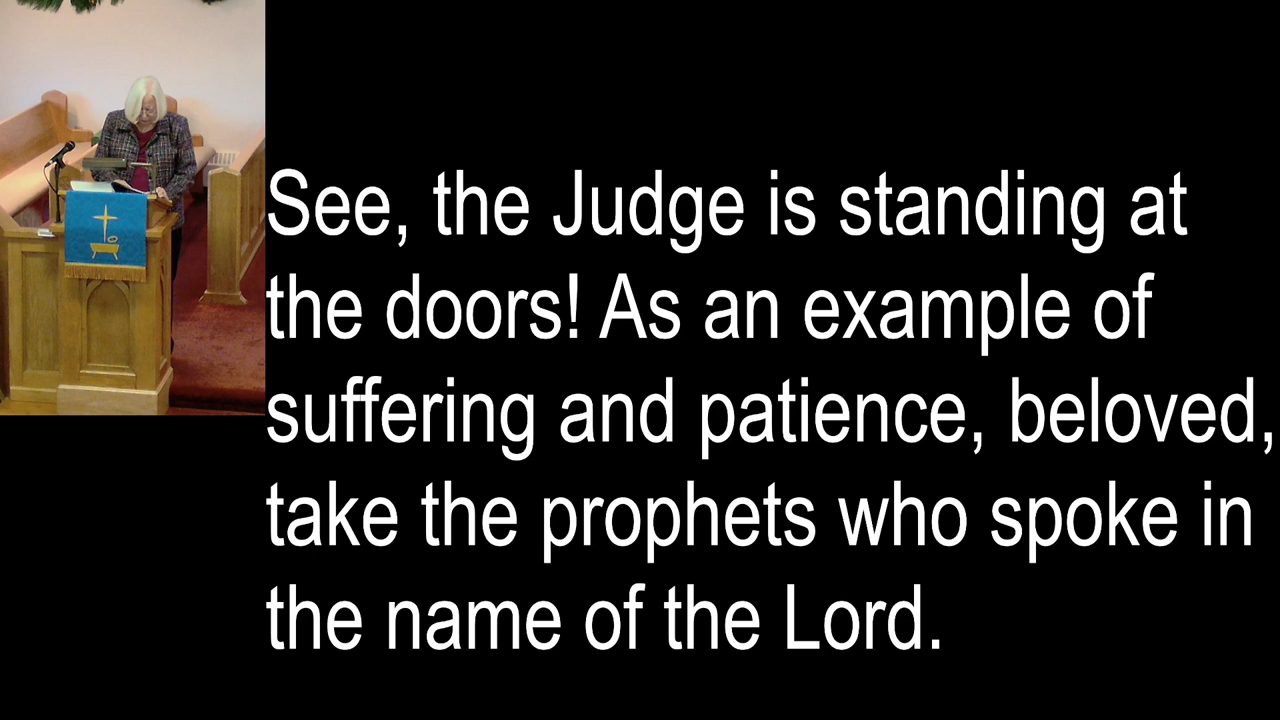 See, the Judge is standing at
the doors! As an example of
suffering and patience, beloved,
take the prophets who spoke in
the name of the Lord.